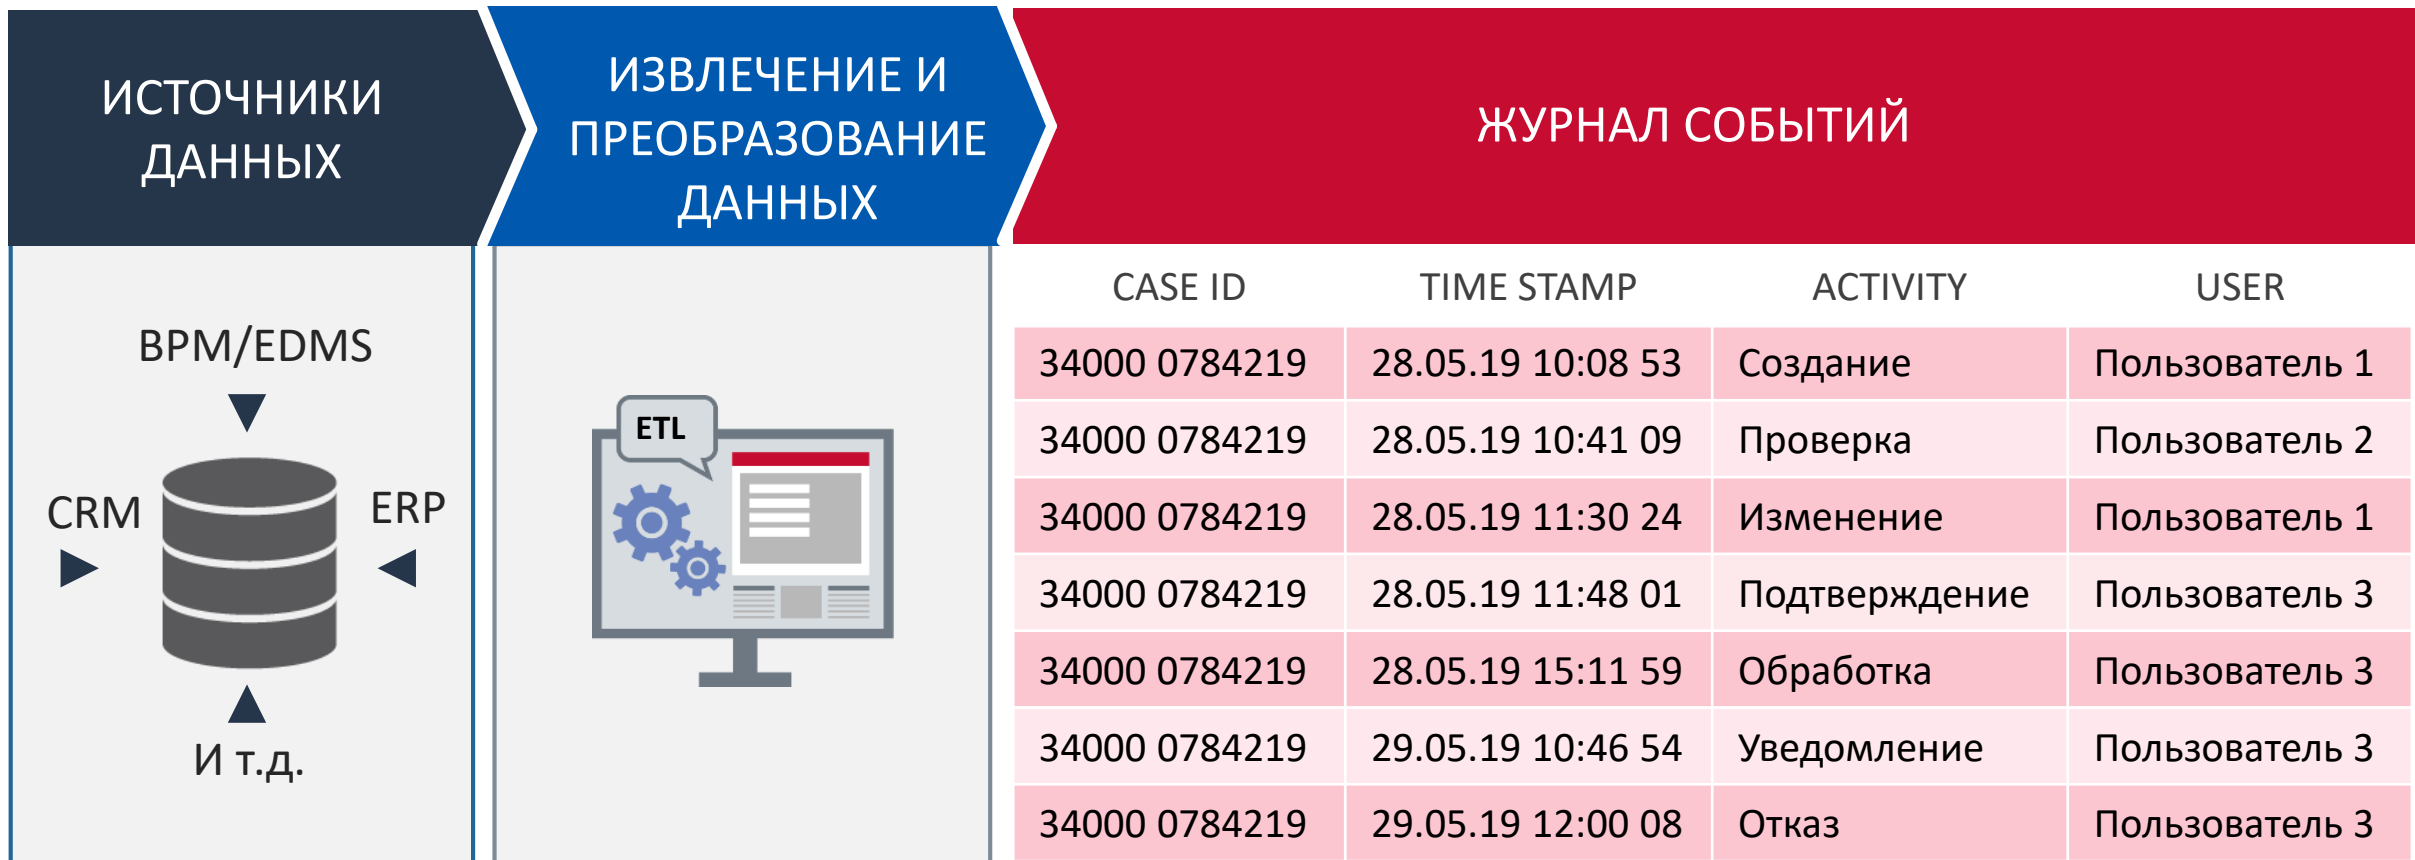 ИСТОЧНИКИ
ДАННЫХ
ИЗВЛЕЧЕНИЕ И
ПРЕОБРАЗОВАНИЕ
ДАННЫХ
ЖУРНАЛ СОБЫТИЙ
BPM/EDMS
CRM
ERP
И т.д.
ETL
CASE ID TIME STAMP ACTIVITY USER
34000 0784219 28.05.19 10:08 53 Создание Пользователь 1
34000 0784219 28.05.19 10:41 09 Проверка Пользователь 2
34000 0784219 28.05.19 11:30 24 Изменение Пользователь 1
34000 0784219 28.05.19 11:48 01 Подтверждение Пользователь 3
34000 0784219 28.05.19 15:11 59 Обработка Пользователь 3
34000 0784219 29.05.19 10:46 54 Уведомление Пользователь 3
34000 0784219 29.05.19 12:00 08 Отказ Пользователь 3